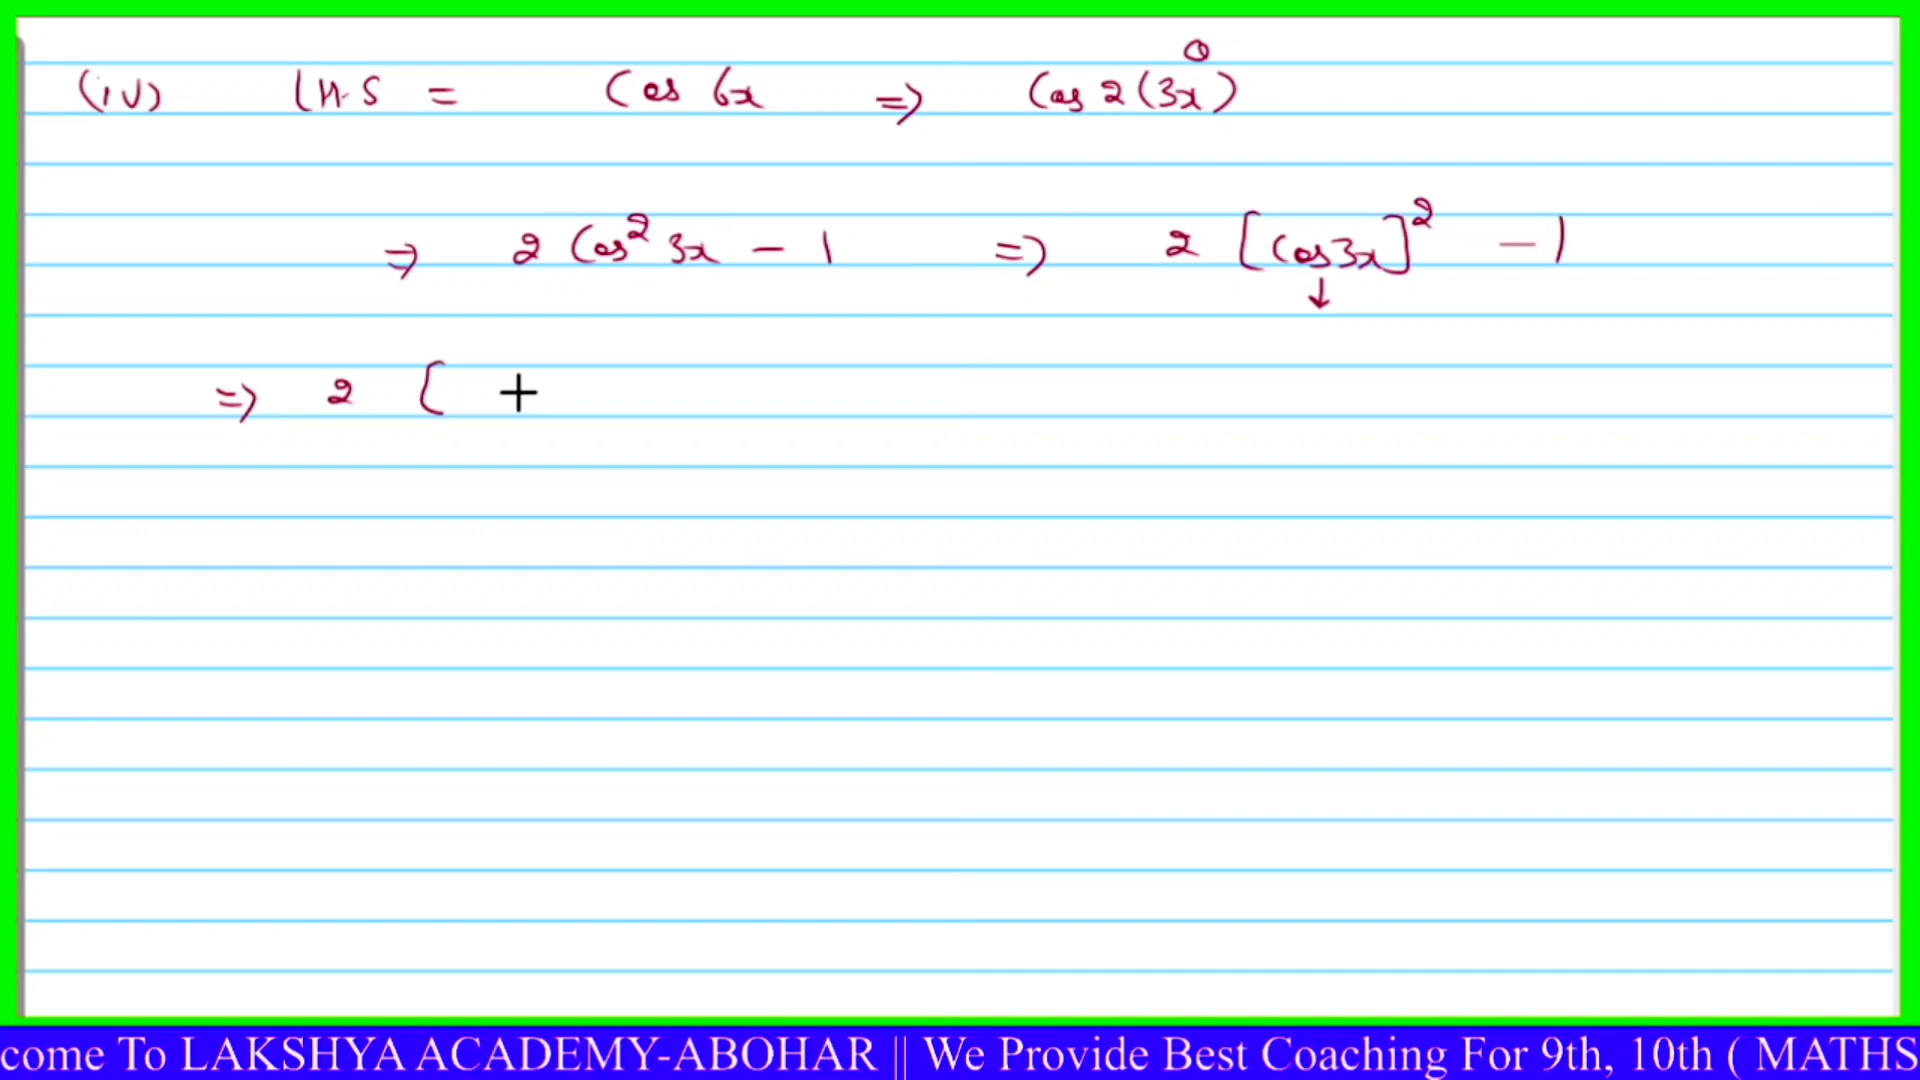 (iv) LH.S = Cos 6x => Cos 2(3x) θ
=> 2 Cos² 3x - 1 => 2 [Cos3x]² - 1
=> 2 [
come To LAKSHYA ACADEMY-ABOHAR || We Provide Best Coaching For 9th, 10th ( MATHS